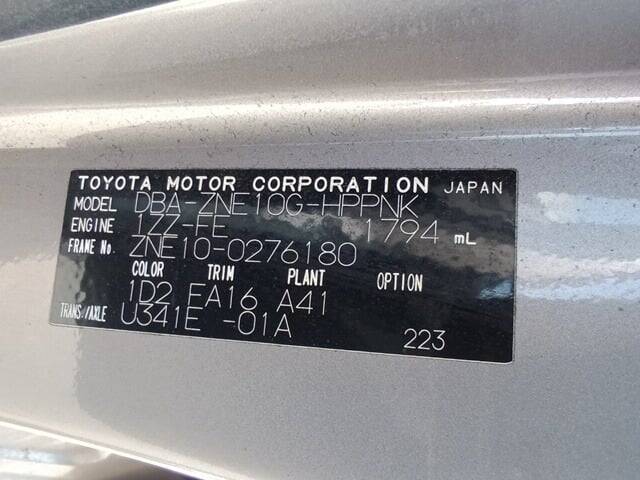 TOYOTA MOTOR CORPORATION JAPAN
MODEL DBA-ZNE10G-HPPNK
ENGINE 1ZZ-FE 1794 mL
FRAME No. ZNE10-0276180
COLOR TRIM PLANT OPTION
1D2 FA16 A41
TRANS/AXLE U341E -01A
223